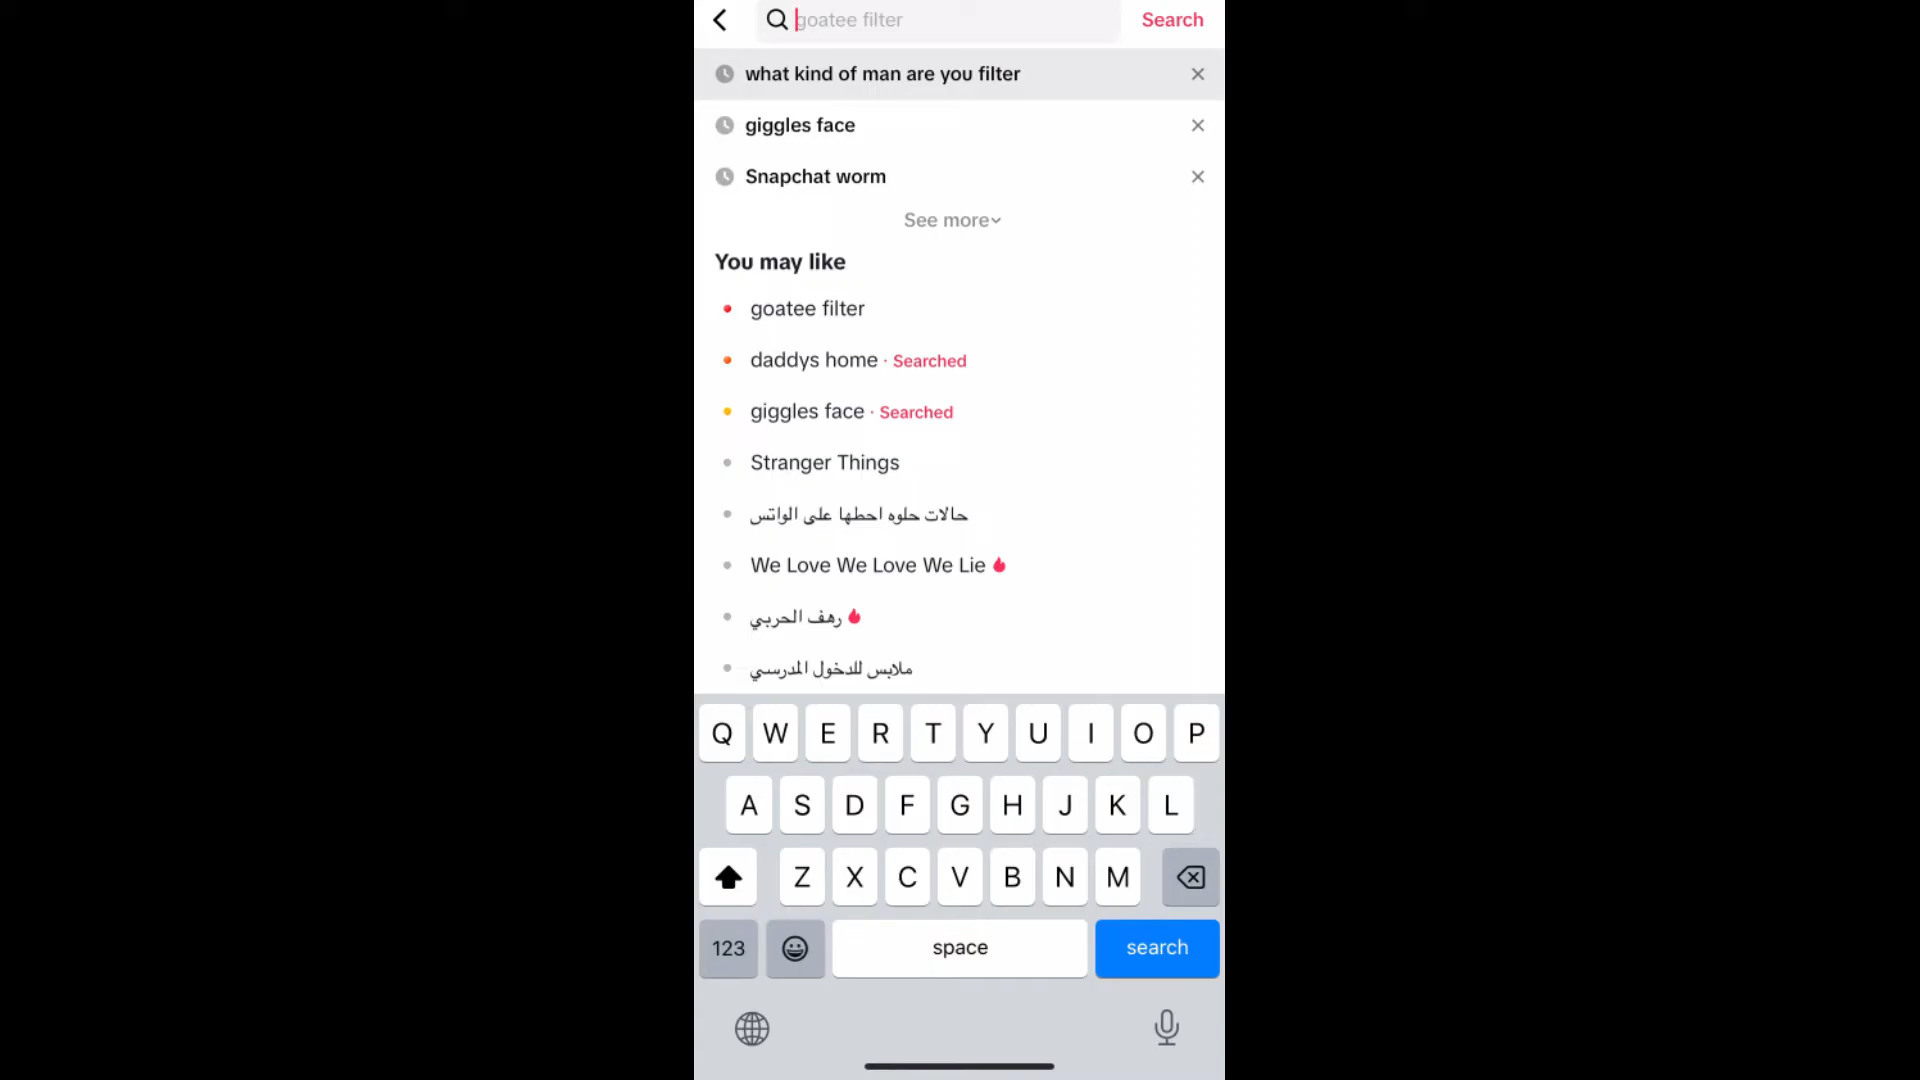 goatee filter
Search
what kind of man are you filter
giggles face
Snapchat worm
See more
You may like
goatee filter
daddys home · Searched
giggles face · Searched
Stranger Things
حالات حلوه احطها على الواتس
We Love We Love We Lie
رهف الحربي
ملابس للدخول المدرسي
Q W E R T Y U I O P
A S D F G H J K L
Z X C V B N M
123 space search